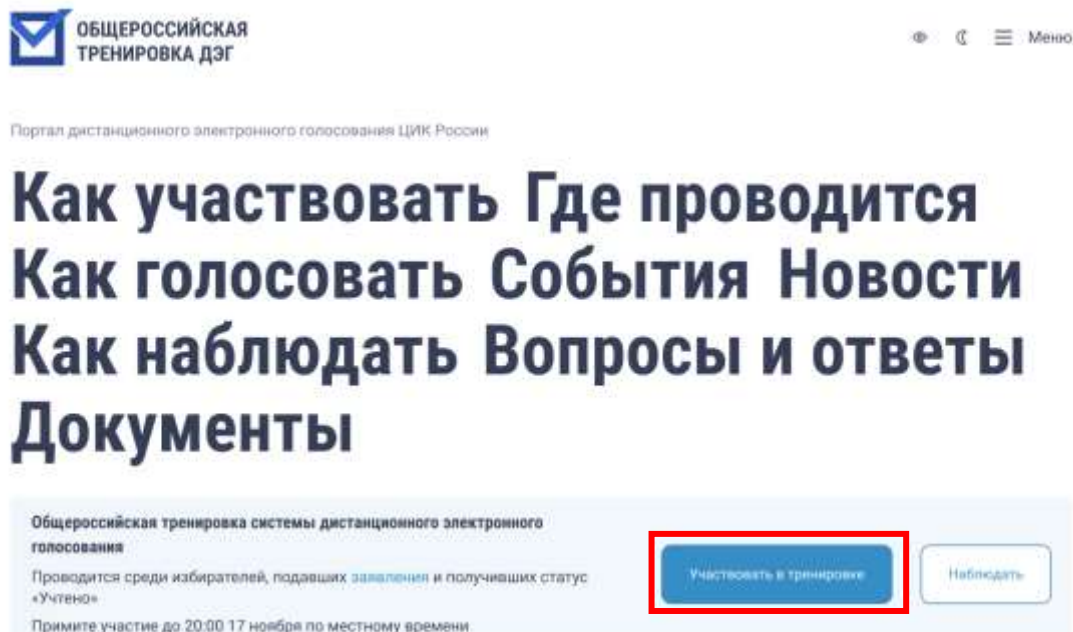 ОБЩЕРОССИЙСКАЯ
ТРЕНИРОВКА ДЭГ
Меню
Портал дистанционного электронного голосования ЦИК России
Как участвовать Где проводится
Как голосовать События Новости
Как наблюдать Вопросы и ответы
Документы
Общероссийская тренировка системы дистанционного электронного
голосования
Проводится среди избирателей, подавших заявления и получивших статус
«Учтено»
Примите участие до 20:00 17 ноября по местному времени
Участвовать в тренировке
Наблюдать